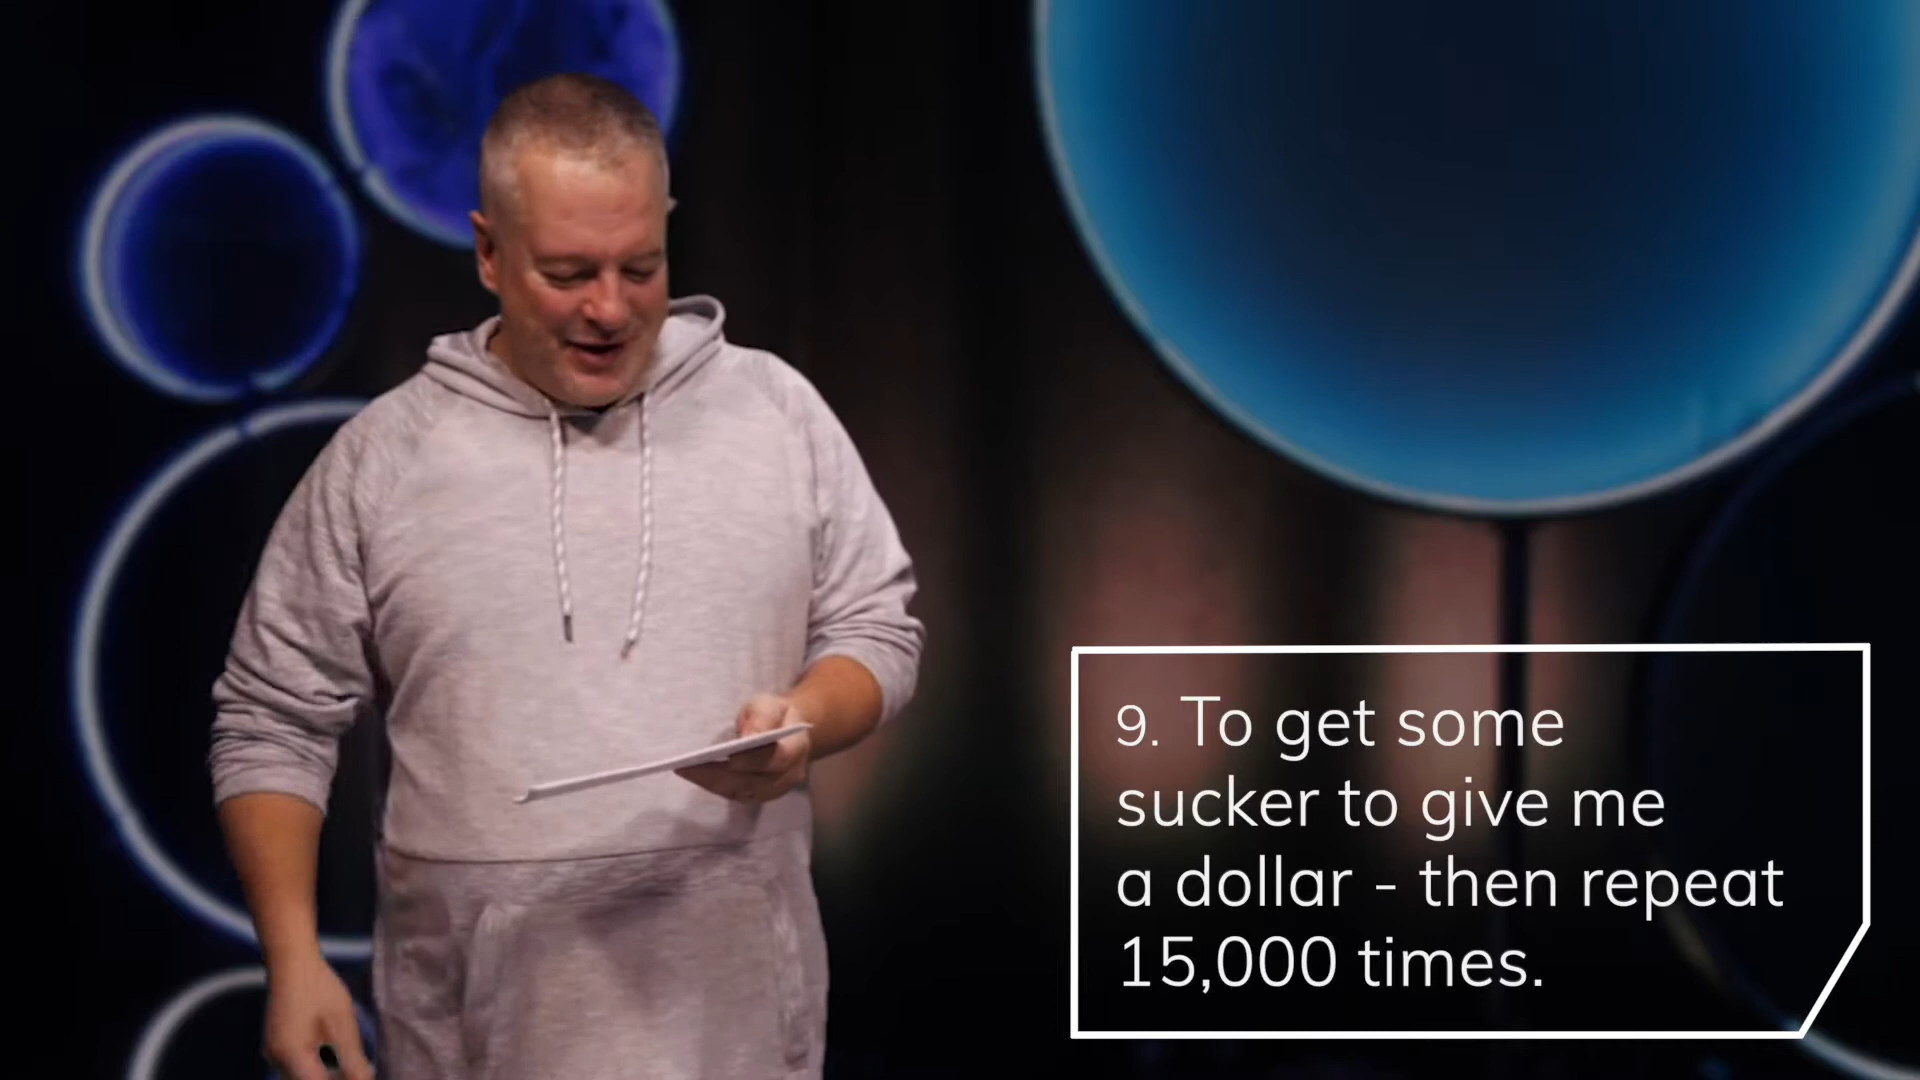 9. To get some
sucker to give me
a dollar - then repeat
15,000 times.